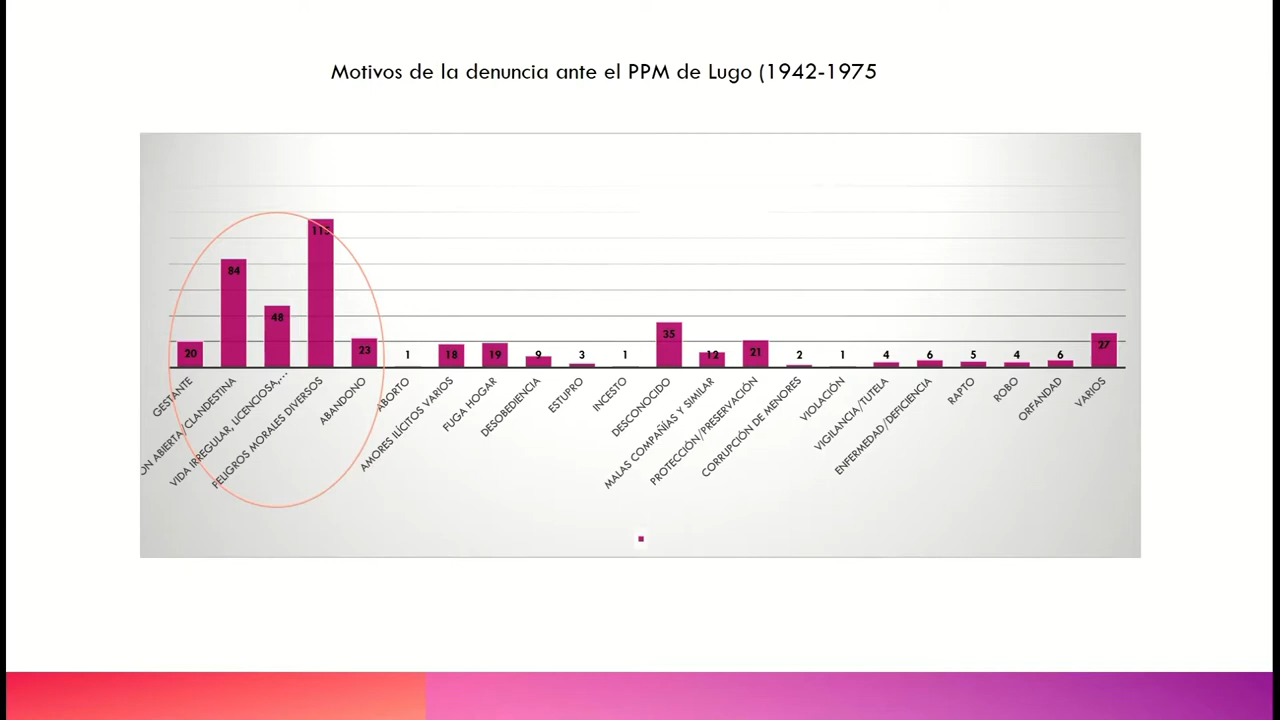 Motivos de la denuncia ante el PPM de Lugo (1942-1975
20
84
48
23
1
18
19
9
3
1
35
12
21
2
1
4
6
5
4
6
27
GESTANTE
ON ABIERTA/CLANDESTINA
VIDA IRREGULAR, LICENCIOSA,...
PELIGROS MORALES DIVERSOS
ABANDONO
ABORTO
AMORES ILÍCITOS VARIOS
FUGA HOGAR
DESOBEDIENCIA
ESTUPRO
INCESTO
DESCONOCIDO
MALAS COMPAÑÍAS Y SIMILAR
PROTECCIÓN/PRESERVACIÓN
CORRUPCIÓN DE MENORES
VIOLACIÓN
VIGILANCIA/TUTELA
ENFERMEDAD/DEFICIENCIA
RAPTO
ROBO
ORFANDAD
VARIOS